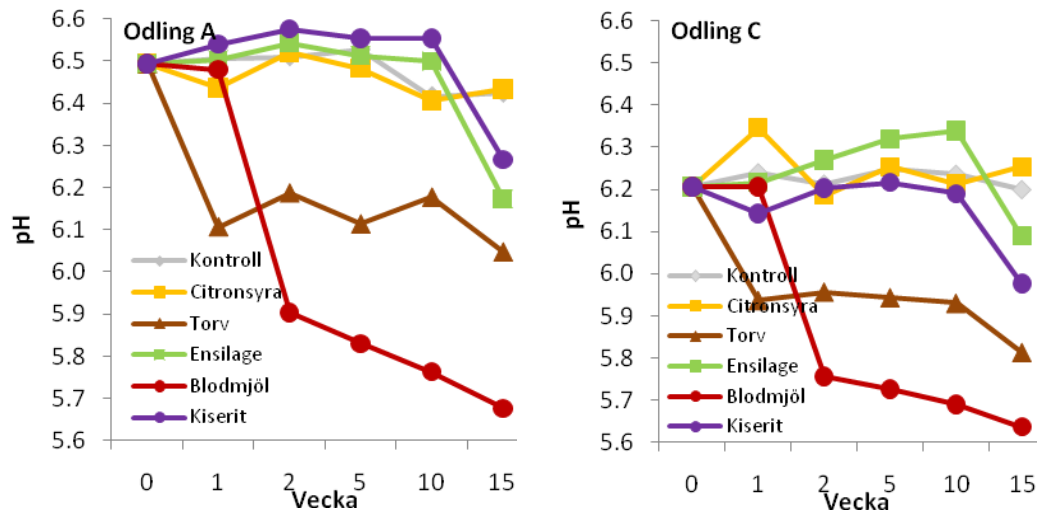 Odling A
6.6
6.5
6.4
6.3
6.2
6.1
6.0
5.9
5.8
5.7
5.6
pH
Kontroll
Citronsyra
Torv
Ensilage
Blodmjöl
Kiserit
0 1 2 5 10 15
Vecka
Odling C
6.6
6.5
6.4
6.3
6.2
6.1
6.0
5.9
5.8
5.7
5.6
pH
Kontroll
Citronsyra
Torv
Ensilage
Blodmjöl
Kiserit
0 1 2 5 10 15
Vecka